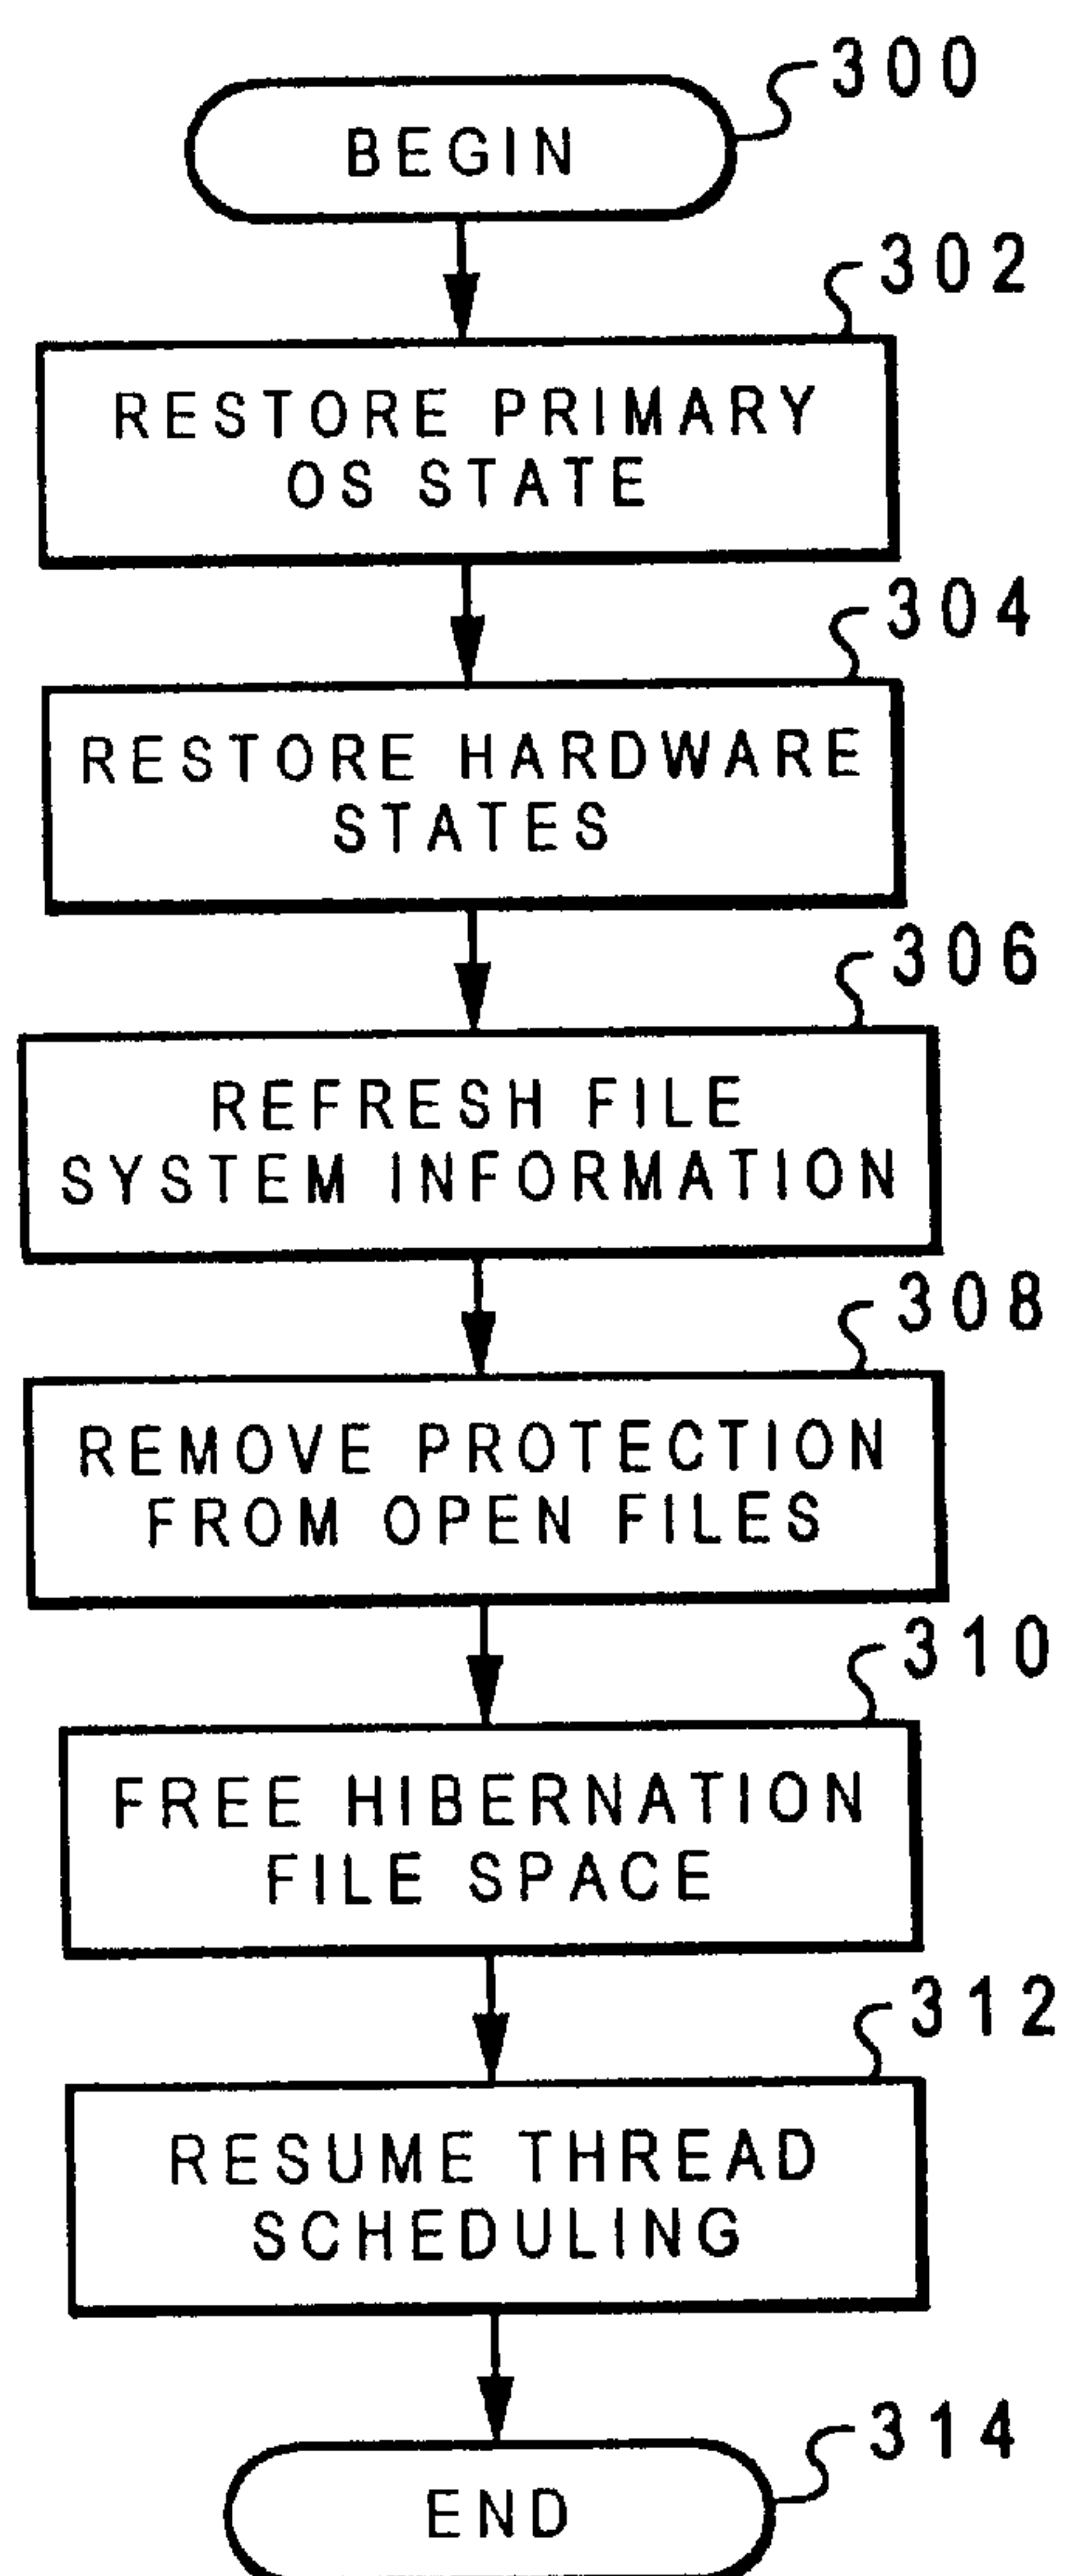 300
BEGIN
302
RESTORE PRIMARY
OS STATE
304
RESTORE HARDWARE
STATES
306
REFRESH FILE
SYSTEM INFORMATION
308
REMOVE PROTECTION
FROM OPEN FILES
310
FREE HIBERNATION
FILE SPACE
312
RESUME THREAD
SCHEDULING
314
END